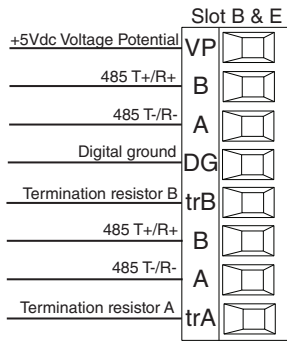 Slot B & E
+5Vdc Voltage Potential VP
485 T+/R+ B
485 T-/R- A
Digital ground DG
Termination resistor B trB
485 T+/R+ B
485 T-/R- A
Termination resistor A trA